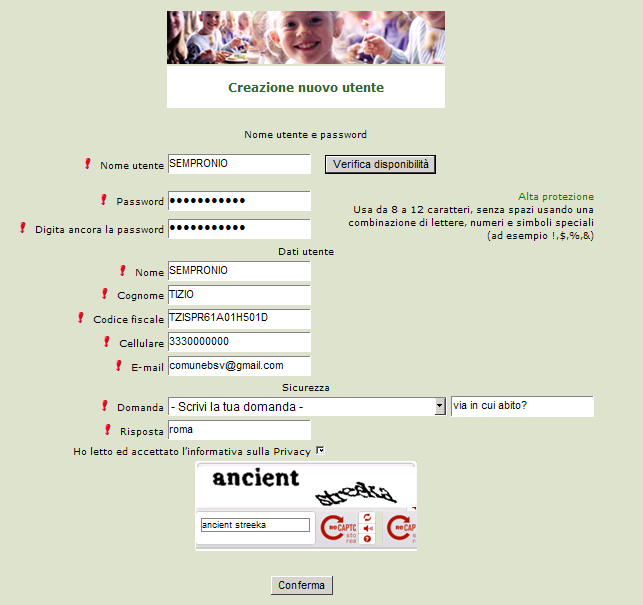 Creazione nuovo utente
Nome utente e password
Nome utente SEMPRONIO Verifica disponibilità
Password ●●●●●●●●●●● Alta protezione
Usa da 8 a 12 caratteri, senza spazi usando una
combinazione di lettere, numeri e simboli speciali
(ad esempio !,$,%,&)
Digita ancora la password ●●●●●●●●●●●
Dati utente
Nome SEMPRONIO
Cognome TIZIO
Codice fiscale TZISPR61A01H501D
Cellulare 3330000000
E-mail comunebsv@gmail.com
Sicurezza
Domanda - Scrivi la tua domanda - via in cui abito?
Risposta roma
Ho letto ed accettato l'informativa sulla Privacy
ancient streeka
ancient streeka
Conferma